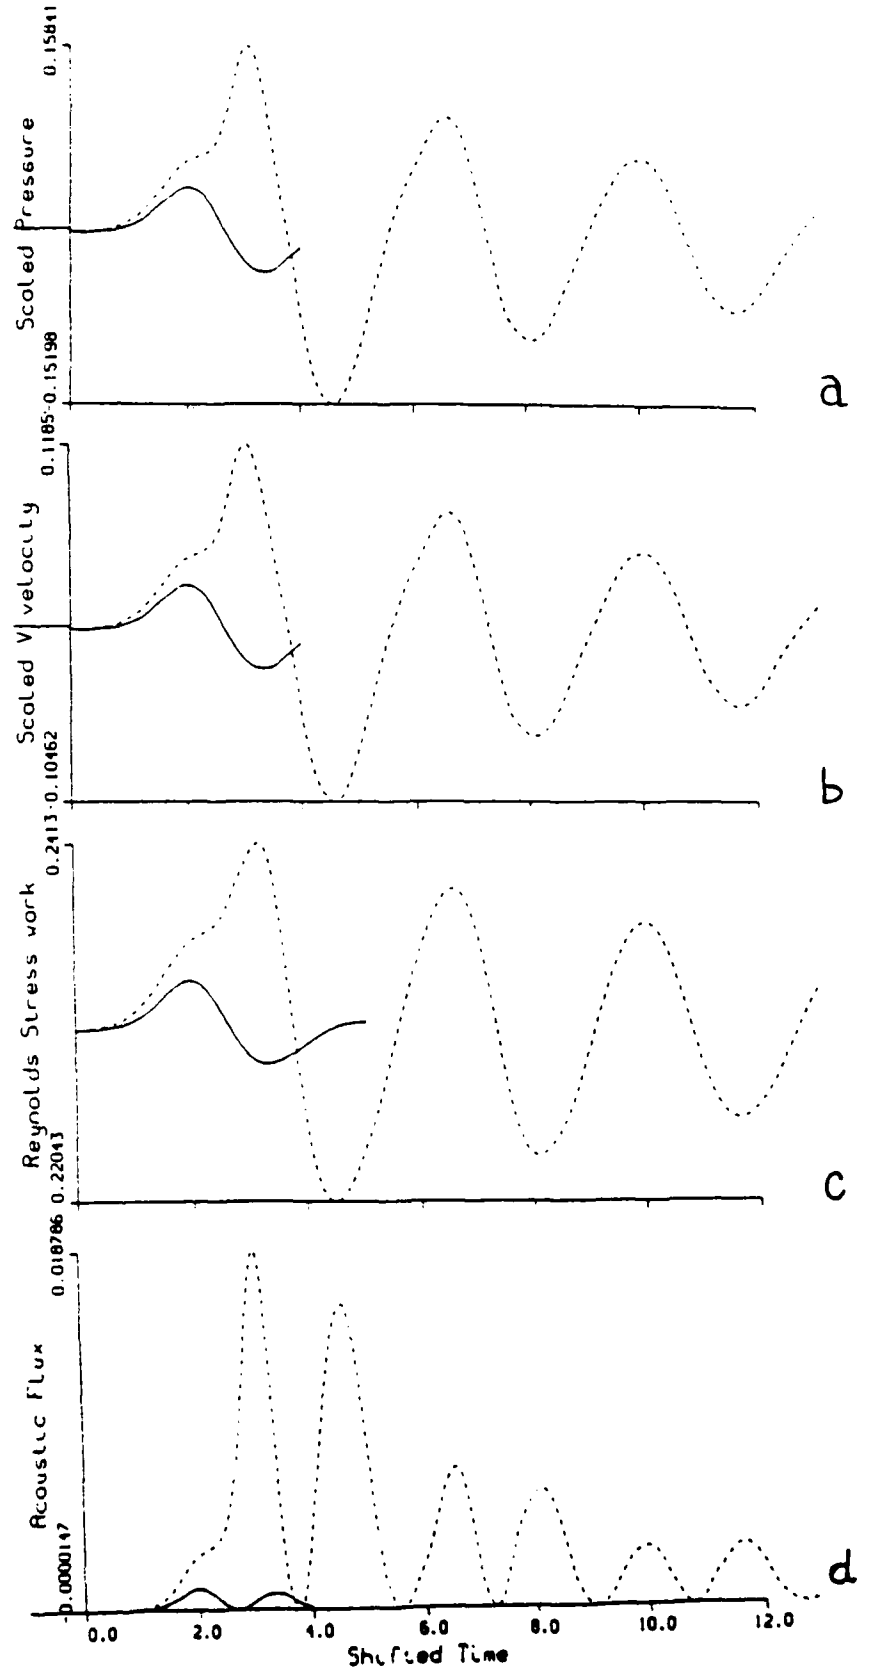 0.15841
Scaled Pressure
-0.15198
a
0.1185
Scaled V velocity
-0.10462
b
0.2413
Reynolds Stress work
0.22043
c
0.018786
Acoustic Flux
0.0000147
d
0.0 2.0 4.0 6.0 8.0 10.0 12.0
Shifted Time